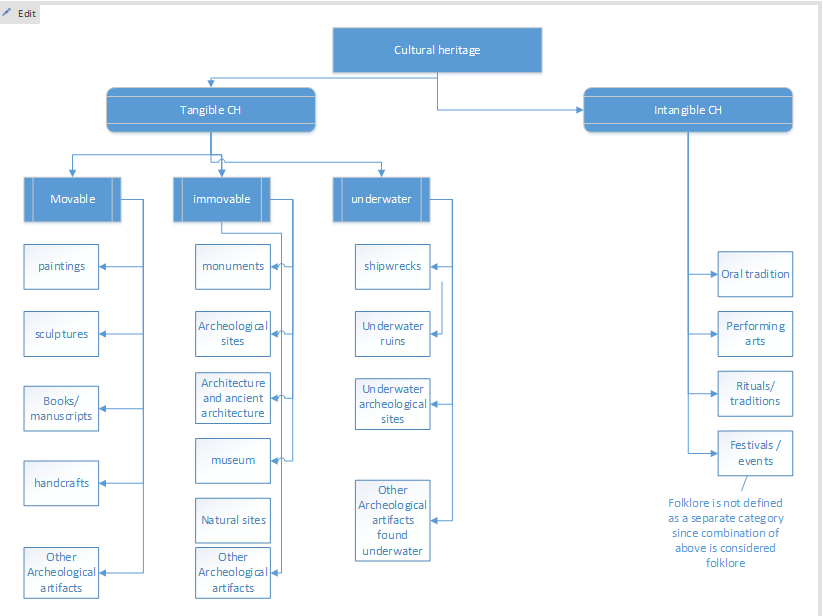 Edit
Cultural heritage
Tangible CH
Intangible CH
Movable
immovable
underwater
paintings
monuments
shipwrecks
Oral tradition
sculptures
Archeological
sites
Underwater
ruins
Performing
arts
Books/
manuscripts
Architecture
and ancient
architecture
Underwater
archeological
sites
Rituals/
traditions
handcrafts
museum
Festivals /
events
Natural sites
Other
Archeological
artifacts
found
underwater
Folklore is not defined
as a separate category
since combination of
above is considered
folklore
Other
Archeological
artifacts
Other
Archeological
artifacts